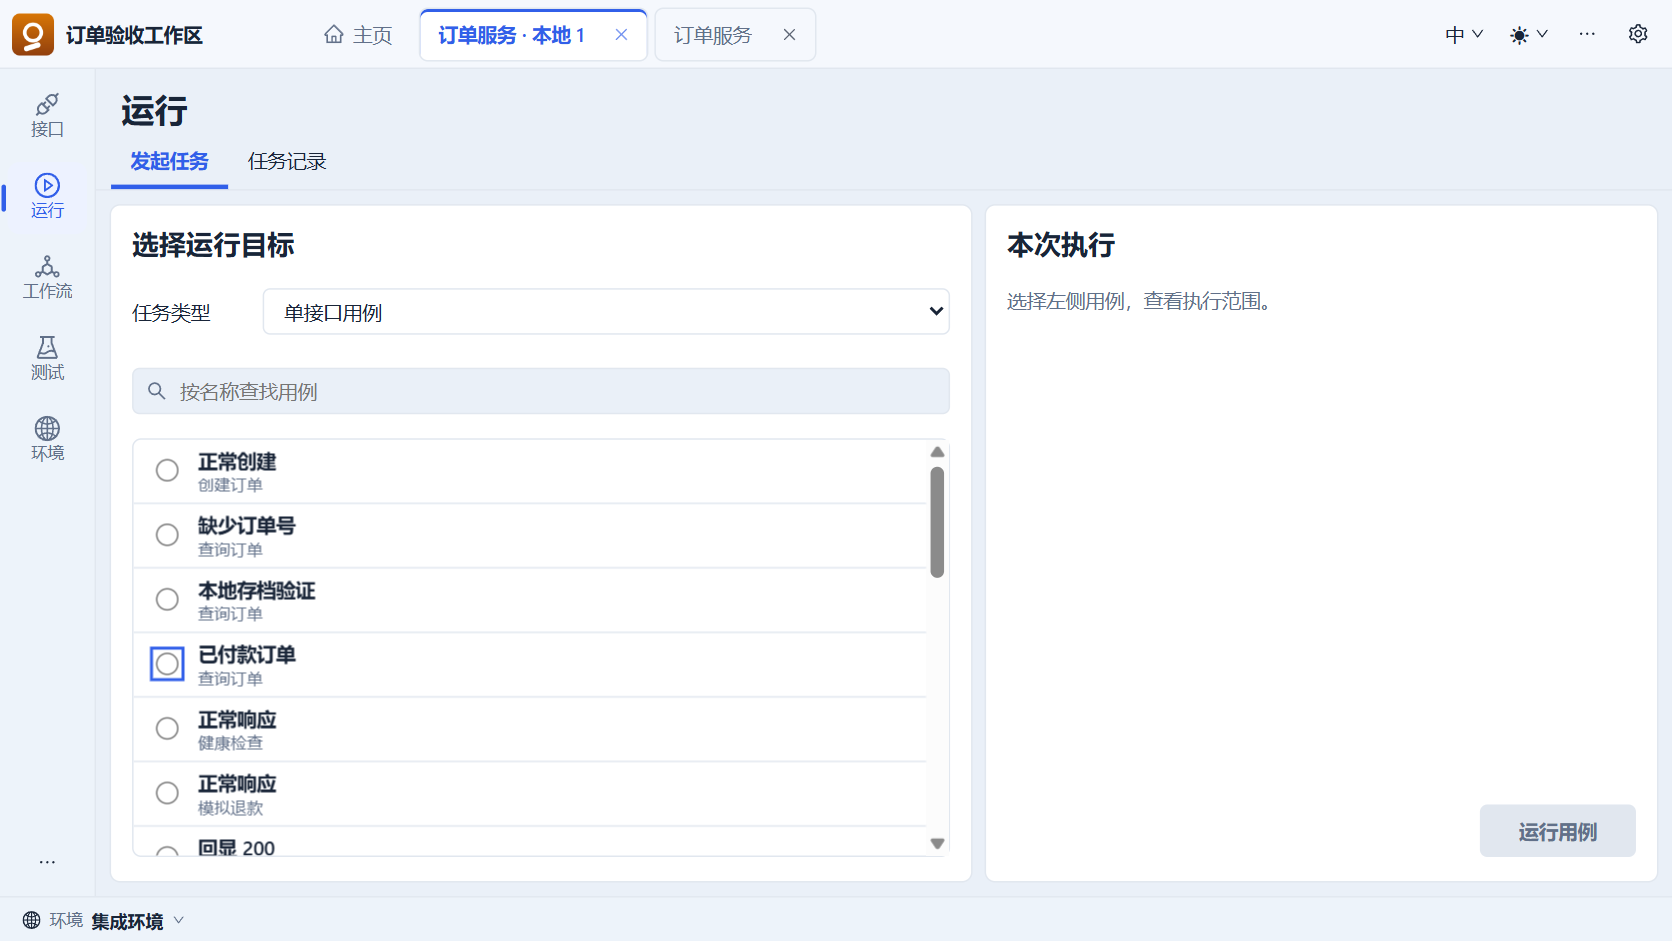 订单验收工作区
主页
订单服务 · 本地 1
订单服务
中
接口
运行
工作流
测试
环境
运行
发起任务
任务记录
选择运行目标
任务类型
单接口用例
按名称查找用例
正常创建
创建订单
缺少订单号
查询订单
本地存档验证
查询订单
已付款订单
查询订单
正常响应
健康检查
正常响应
模拟退款
回显 200
本次执行
选择左侧用例，查看执行范围。
运行用例
环境 集成环境